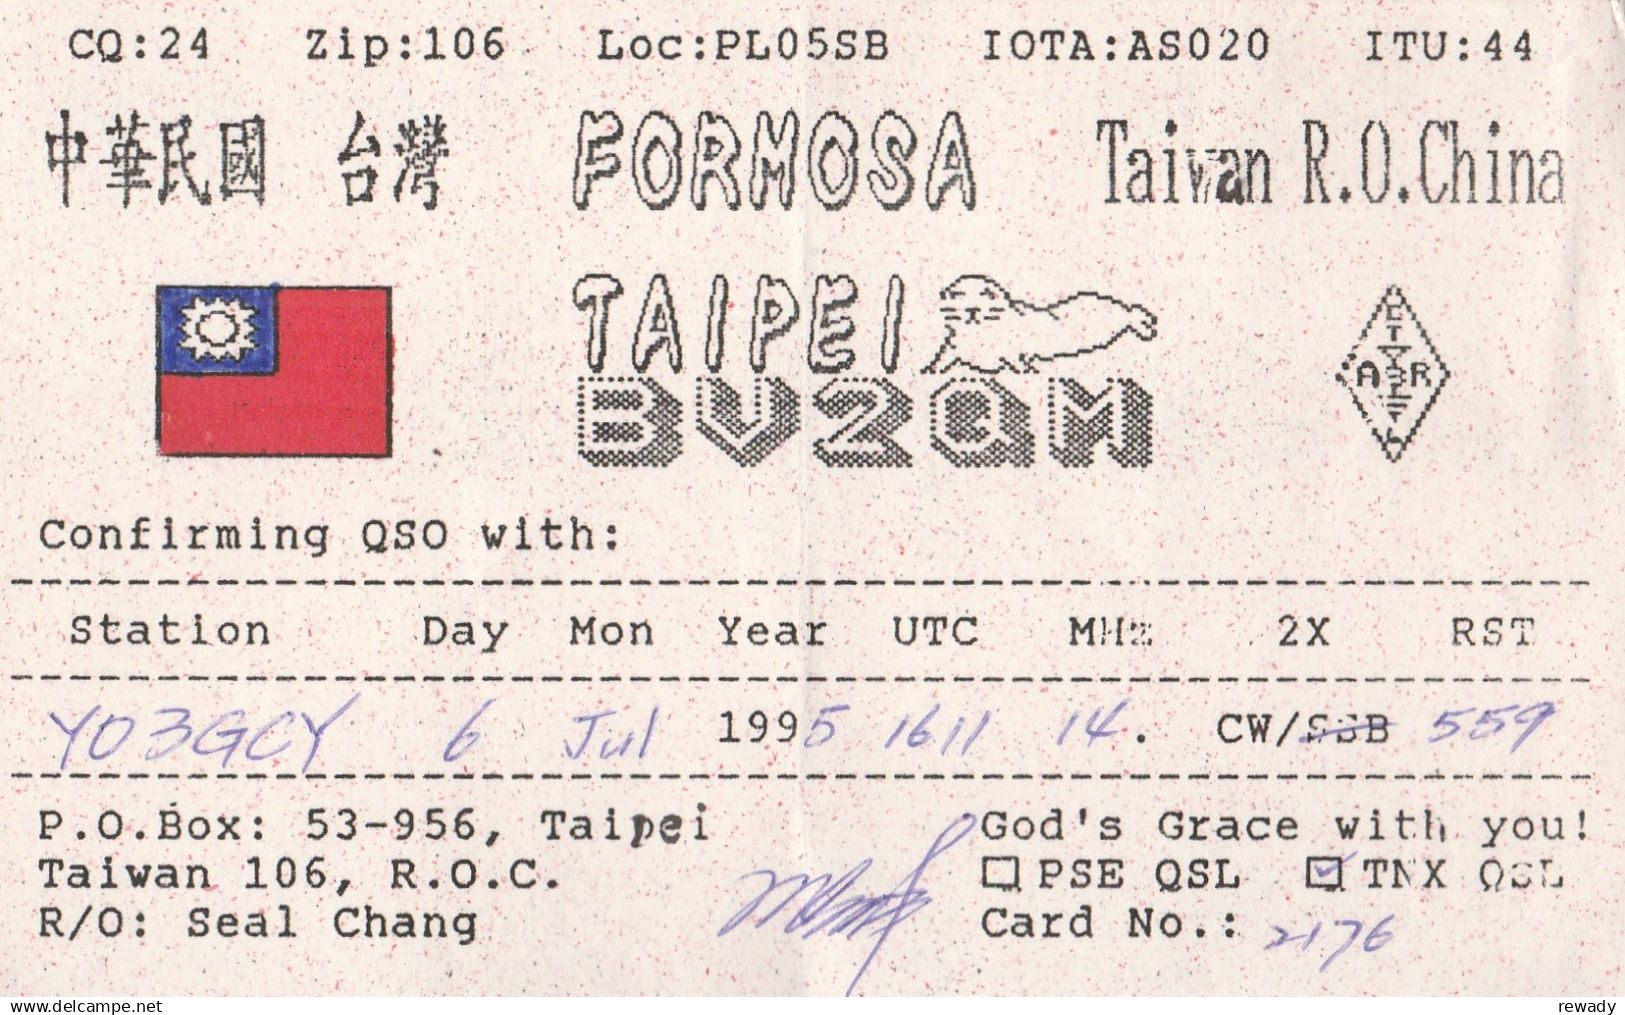 CQ:24 Zip:106 Loc:PL05SB IOTA:AS020 ITU:44
中華民國 台灣 FORMOSA Taiwan R.O.China
TAIPEI
BV2QM
A R
Confirming QSO with:
Station Day Mon Year UTC MHz 2X RST
YO3GCY 6 Jul 1995 1611 14. CW/SSB 559
P.O.Box: 53-956, Taipei
Taiwan 106, R.O.C.
R/O: Seal Chang
God's Grace with you!
PSE QSL TNX QSL
Card No.: 2176
www.delcampe.net
rewady